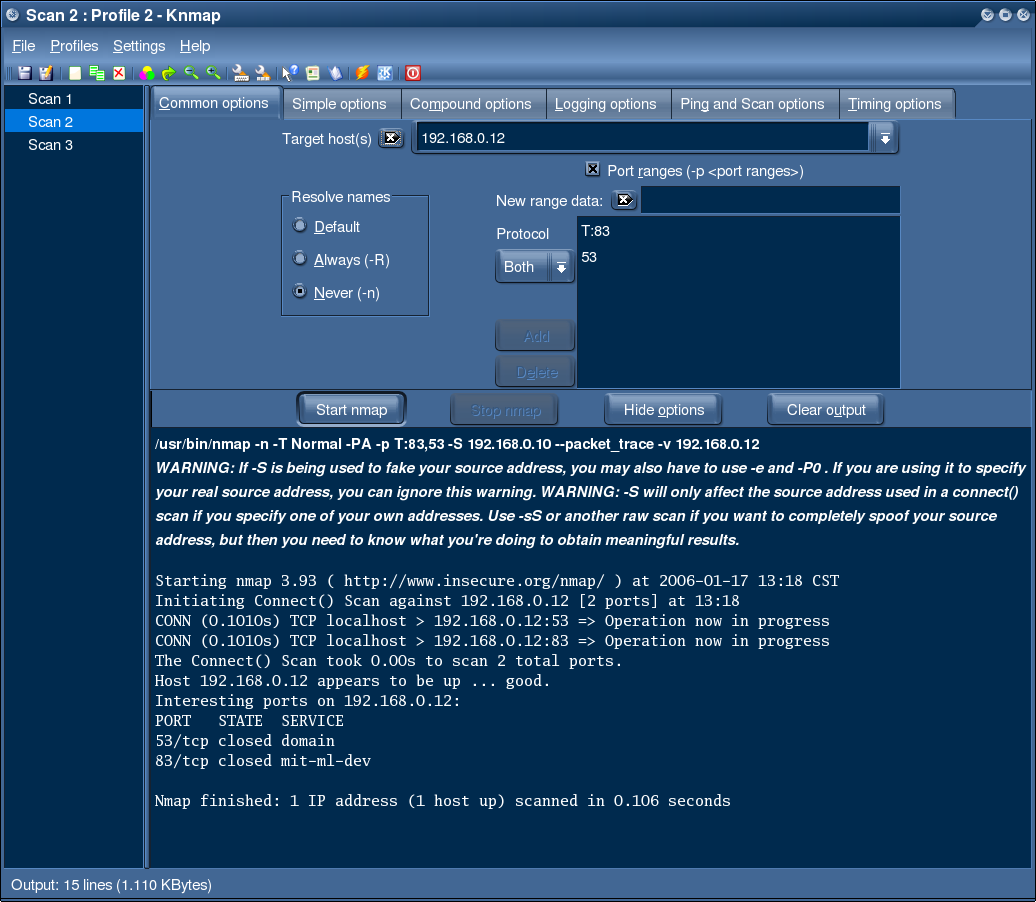 Scan 2 : Profile 2 - Knmap
File Profiles Settings Help
Scan 1
Scan 2
Scan 3
Common options Simple options Compound options Logging options Ping and Scan options Timing options
Target host(s) 192.168.0.12
Port ranges (-p <port ranges>)
Resolve names
Default
Always (-R)
Never (-n)
New range data:
Protocol
Both
T:83
53
Add
Delete
Start nmap Stop nmap Hide options Clear output
/usr/bin/nmap -n -T Normal -PA -p T:83,53 -S 192.168.0.10 --packet_trace -v 192.168.0.12
WARNING: If -S is being used to fake your source address, you may also have to use -e and -P0 . If you are using it to specify
your real source address, you can ignore this warning. WARNING: -S will only affect the source address used in a connect()
scan if you specify one of your own addresses. Use -sS or another raw scan if you want to completely spoof your source
address, but then you need to know what you're doing to obtain meaningful results.
Starting nmap 3.93 ( http://www.insecure.org/nmap/ ) at 2006-01-17 13:18 CST
Initiating Connect() Scan against 192.168.0.12 [2 ports] at 13:18
CONN (0.1010s) TCP localhost > 192.168.0.12:53 => Operation now in progress
CONN (0.1010s) TCP localhost > 192.168.0.12:83 => Operation now in progress
The Connect() Scan took 0.00s to scan 2 total ports.
Host 192.168.0.12 appears to be up ... good.
Interesting ports on 192.168.0.12:
PORT STATE SERVICE
53/tcp closed domain
83/tcp closed mit-ml-dev
Nmap finished: 1 IP address (1 host up) scanned in 0.106 seconds
Output: 15 lines (1.110 KBytes)